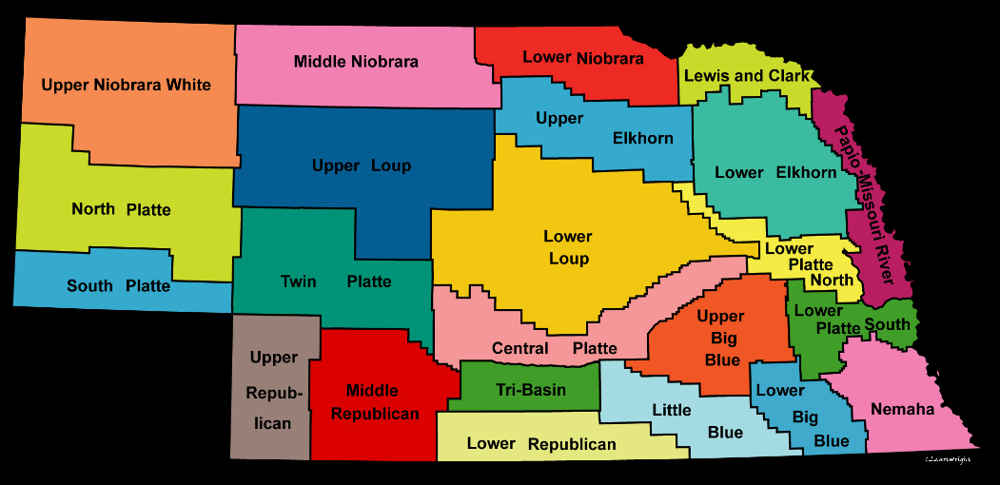 Upper Niobrara White
Middle Niobrara
Lower Niobrara
Lewis and Clark
Upper Elkhorn
Papio-Missouri River
Upper Loup
Lower Elkhorn
North Platte
Lower
Loup
Lower
Platte
North
South Platte
Twin Platte
Upper
Big
Blue
Lower
Platte South
Central Platte
Upper
Repub-
lican
Middle
Republican
Tri-Basin
Little
Blue
Lower
Big
Blue
Nemaha
Lower Republican